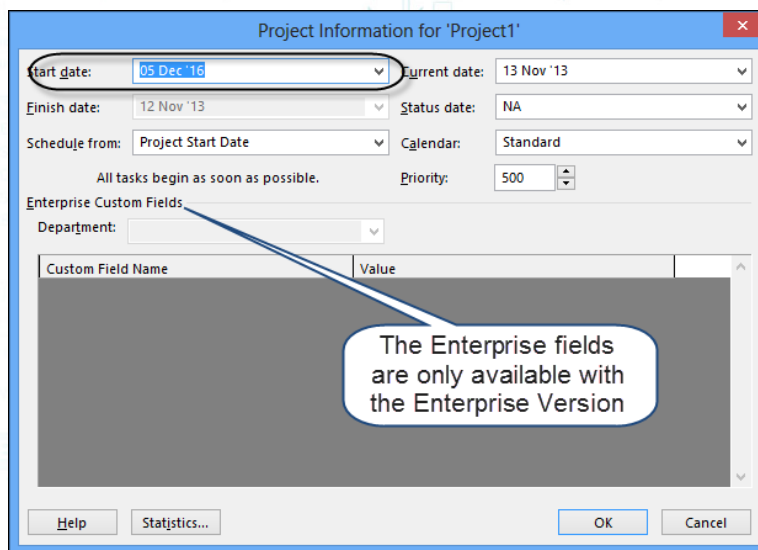 Project Information for 'Project1'
Start date: 05 Dec '16 Current date: 13 Nov '13
Finish date: 12 Nov '13 Status date: NA
Schedule from: Project Start Date Calendar: Standard
All tasks begin as soon as possible. Priority: 500
Enterprise Custom Fields
Department:
Custom Field Name Value
The Enterprise fields
are only available with
the Enterprise Version
Help Statistics... OK Cancel